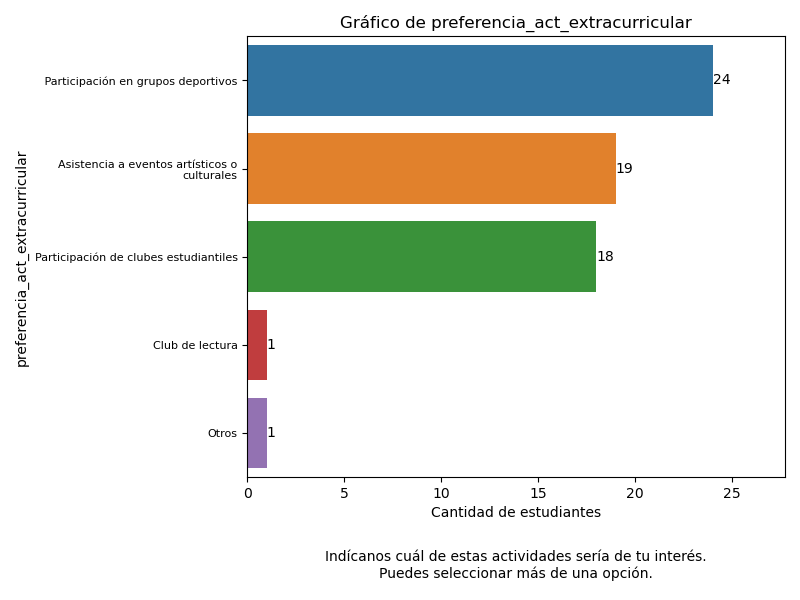 Gráfico de preferencia_act_extracurricular
preferencia_act_extracurricular
Participación en grupos deportivos
24
Asistencia a eventos artísticos o
culturales
19
Participación de clubes estudiantiles
18
Club de lectura
1
Otros
1
0 5 10 15 20 25
Cantidad de estudiantes
Indícanos cuál de estas actividades sería de tu interés.
Puedes seleccionar más de una opción.